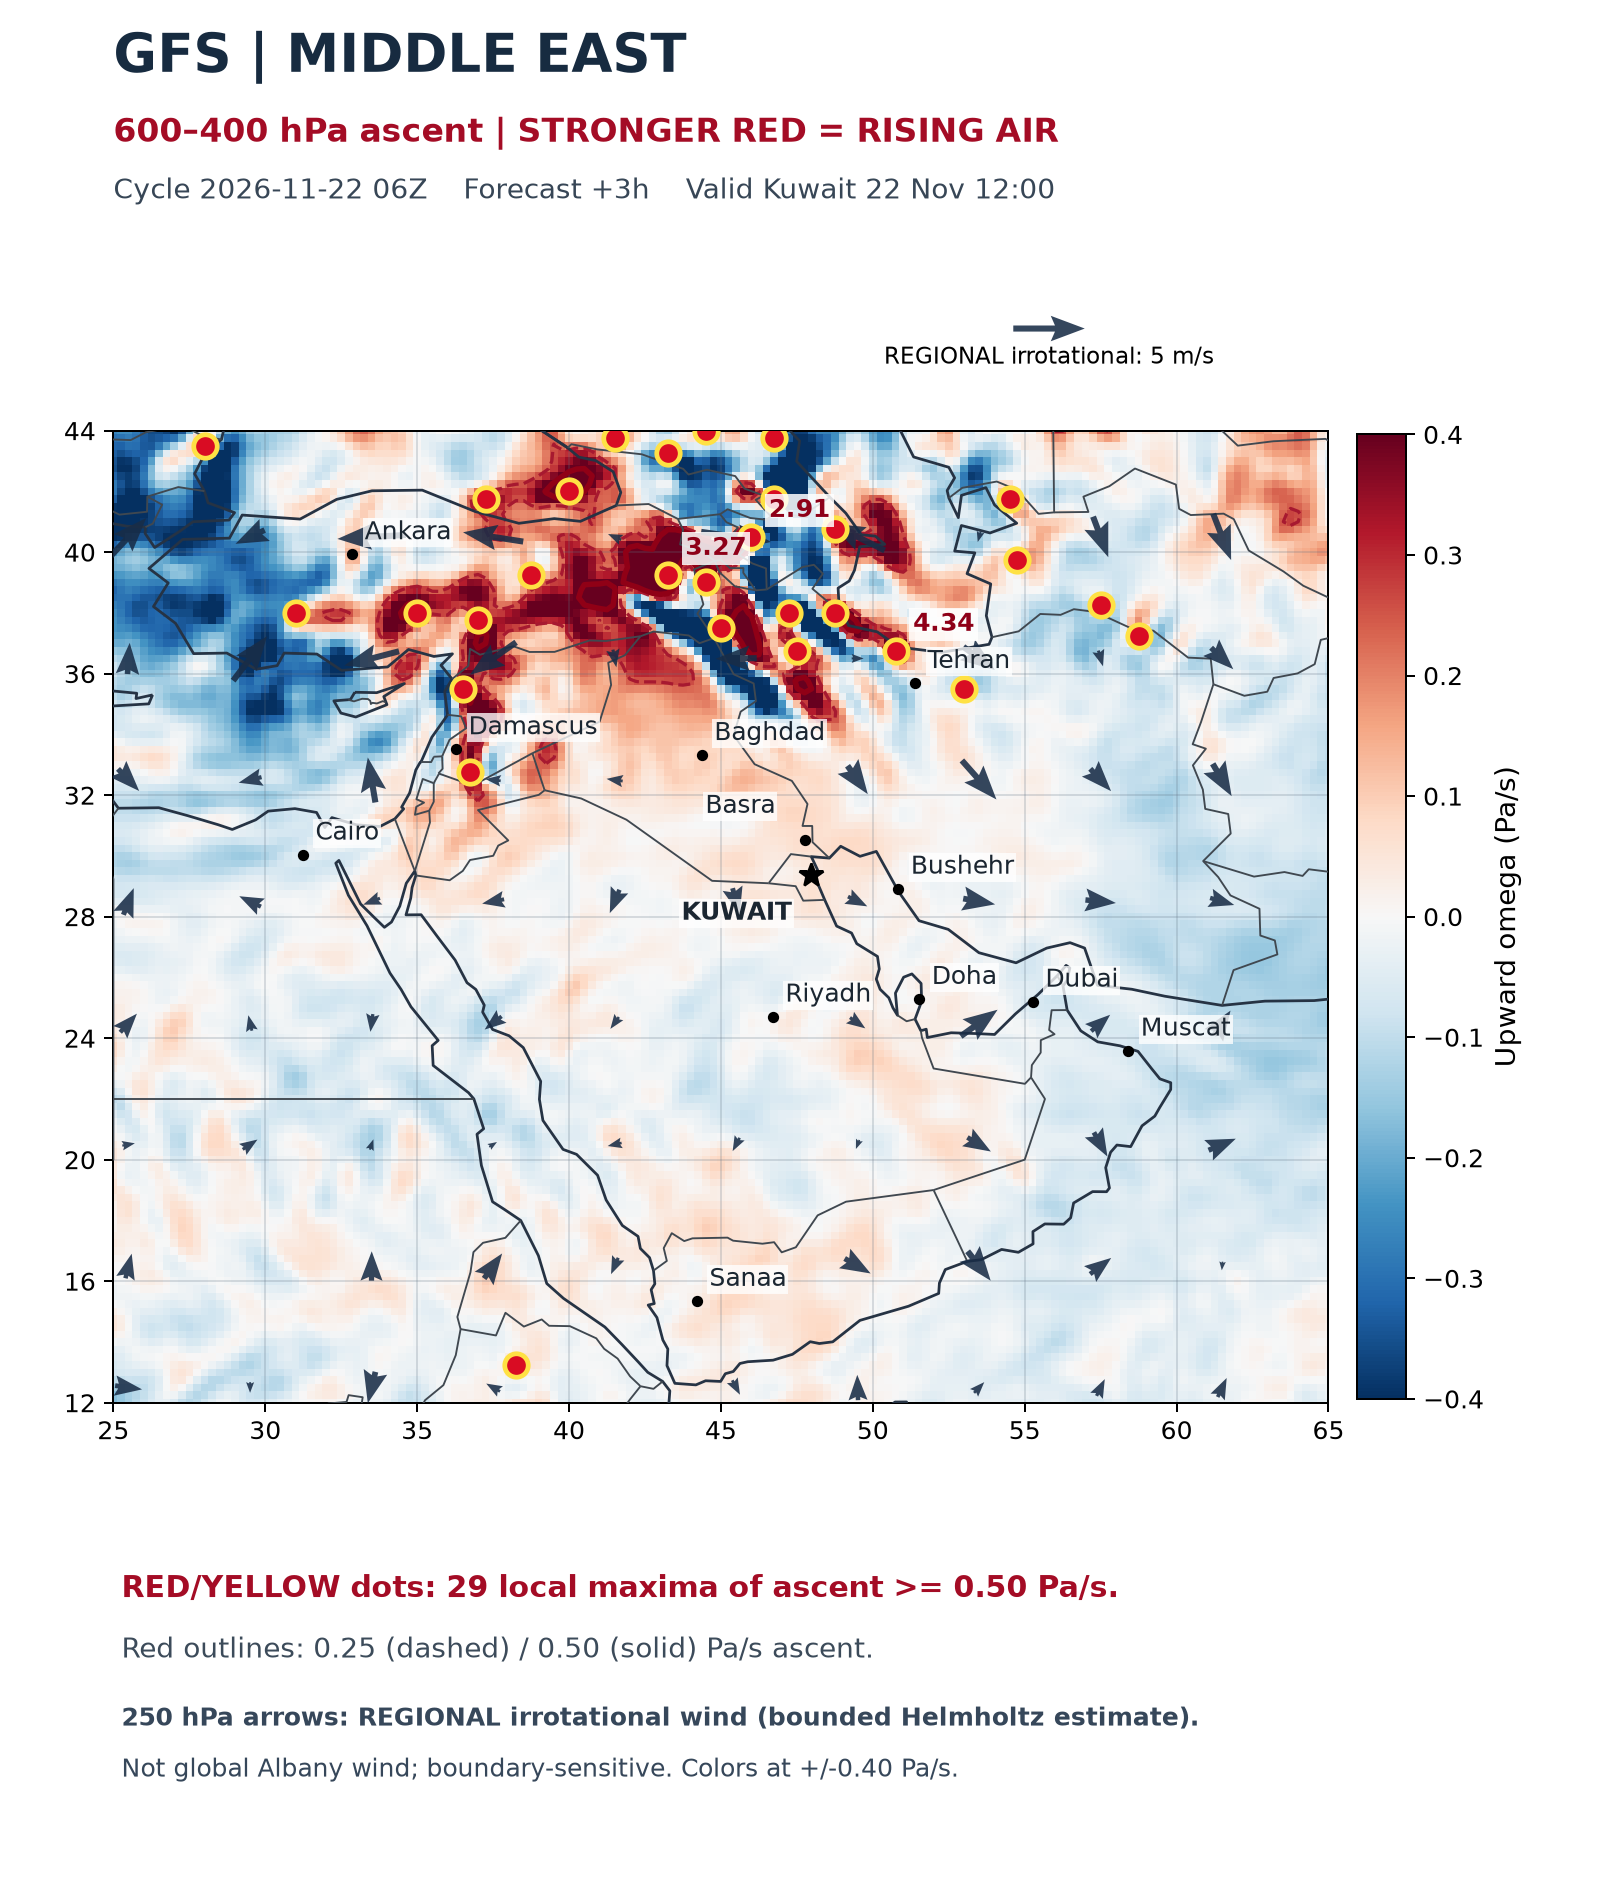 GFS | MIDDLE EAST
600–400 hPa ascent | STRONGER RED = RISING AIR
Cycle 2026-11-22 06Z    Forecast +3h    Valid Kuwait 22 Nov 12:00
REGIONAL irrotational: 5 m/s
44
40
36
32
28
24
20
16
12
25
30
35
40
45
50
55
60
65
2.91
Ankara
3.27
4.34
Tehran
Damascus
Baghdad
Basra
Cairo
Bushehr
KUWAIT
Doha
Dubai
Riyadh
Muscat
Sanaa
0.4
0.3
0.2
0.1
0.0
−0.1
−0.2
−0.3
−0.4
Upward omega (Pa/s)
RED/YELLOW dots: 29 local maxima of ascent >= 0.50 Pa/s.
Red outlines: 0.25 (dashed) / 0.50 (solid) Pa/s ascent.
250 hPa arrows: REGIONAL irrotational wind (bounded Helmholtz estimate).
Not global Albany wind; boundary-sensitive. Colors at +/-0.40 Pa/s.